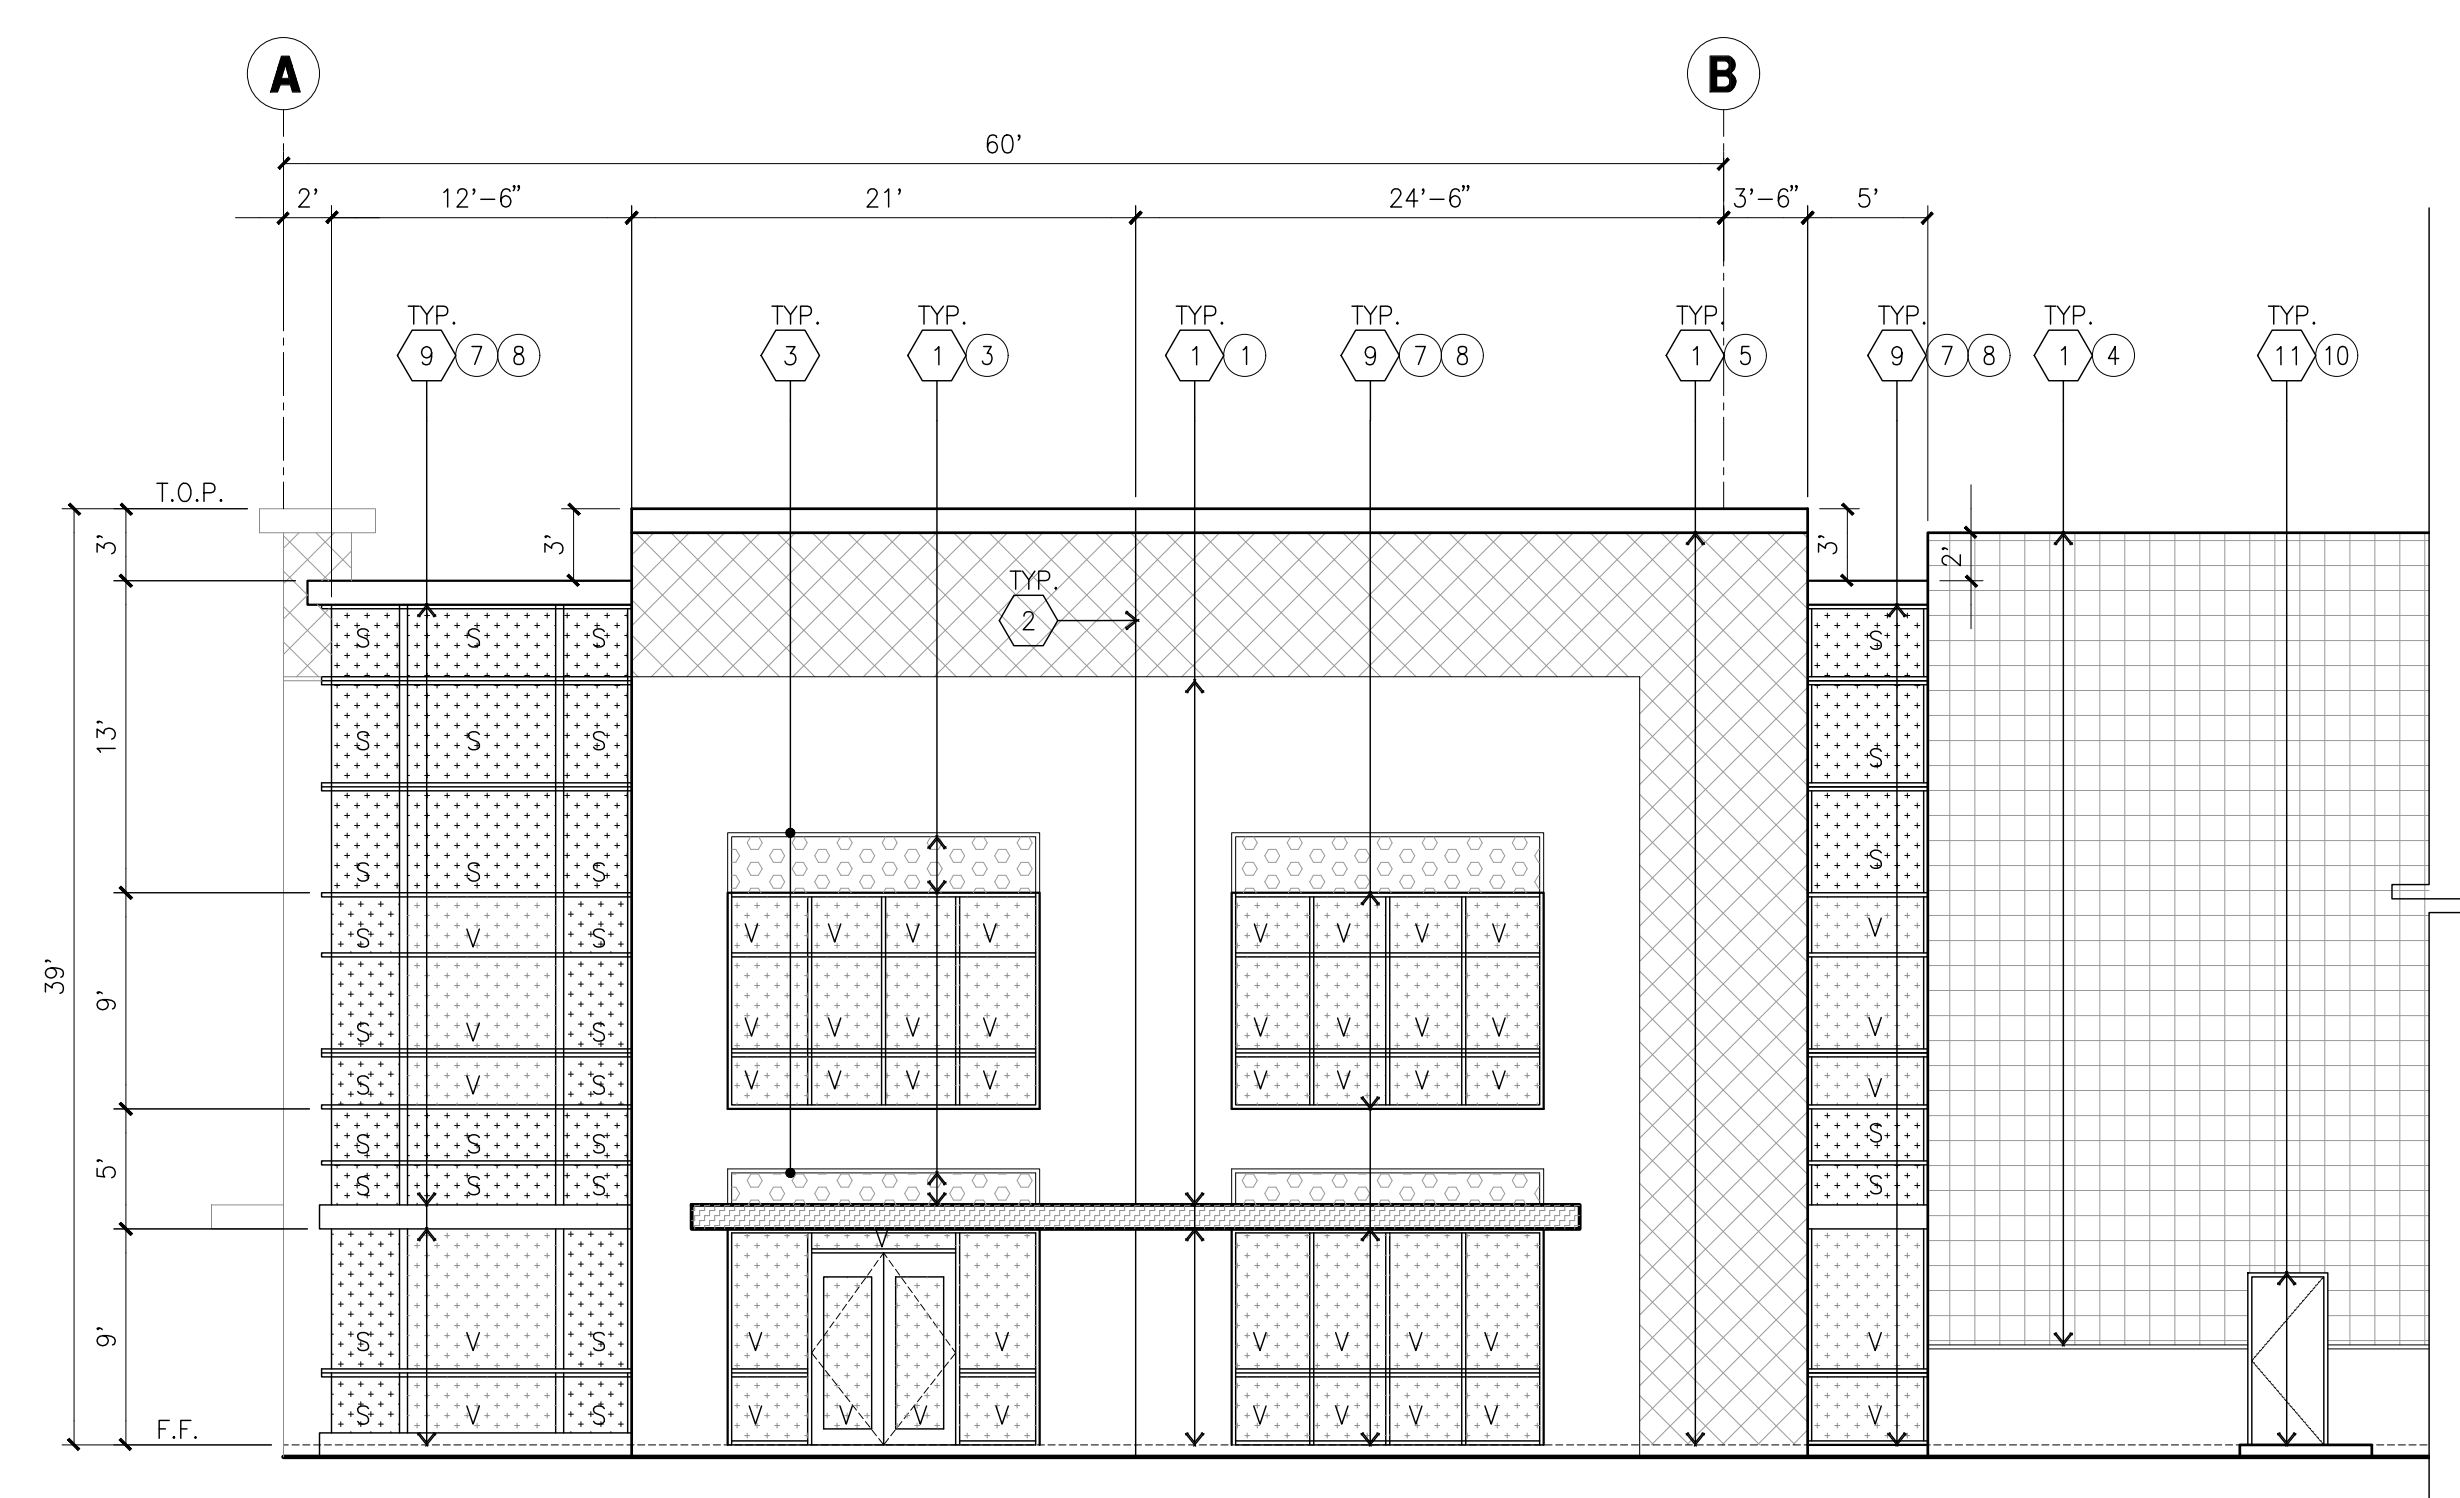 A B
60'
2' 12'-6" 21' 24'-6" 3'-6" 5'
TYP. TYP. TYP. TYP. TYP. TYP. TYP. TYP. TYP.
9 7 8 3 1 3 1 1 9 7 8 1 5 9 7 8 1 4 11 10
T.O.P.
3' 3' 3' 2'
TYP.
2
S S S S
13' S S S S
S S S S
S V S V V V V V V V V V
39' 9'
S V S V V V V V V V V V
S V S V V V V V V V V V
S S S S
5' S S S S
V
9' S V S V V V V V V V
S V S V V V V V V V V V
F.F.